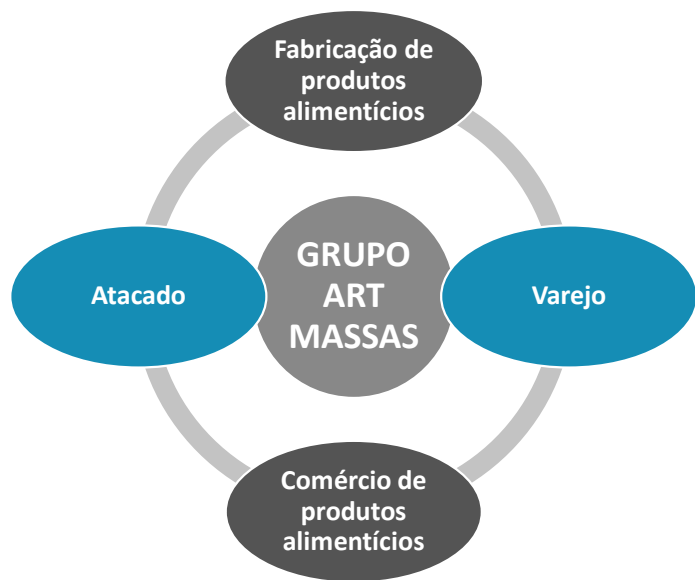 Fabricação de
produtos
alimentícios
Atacado
GRUPO
ART
MASSAS
Varejo
Comércio de
produtos
alimentícios